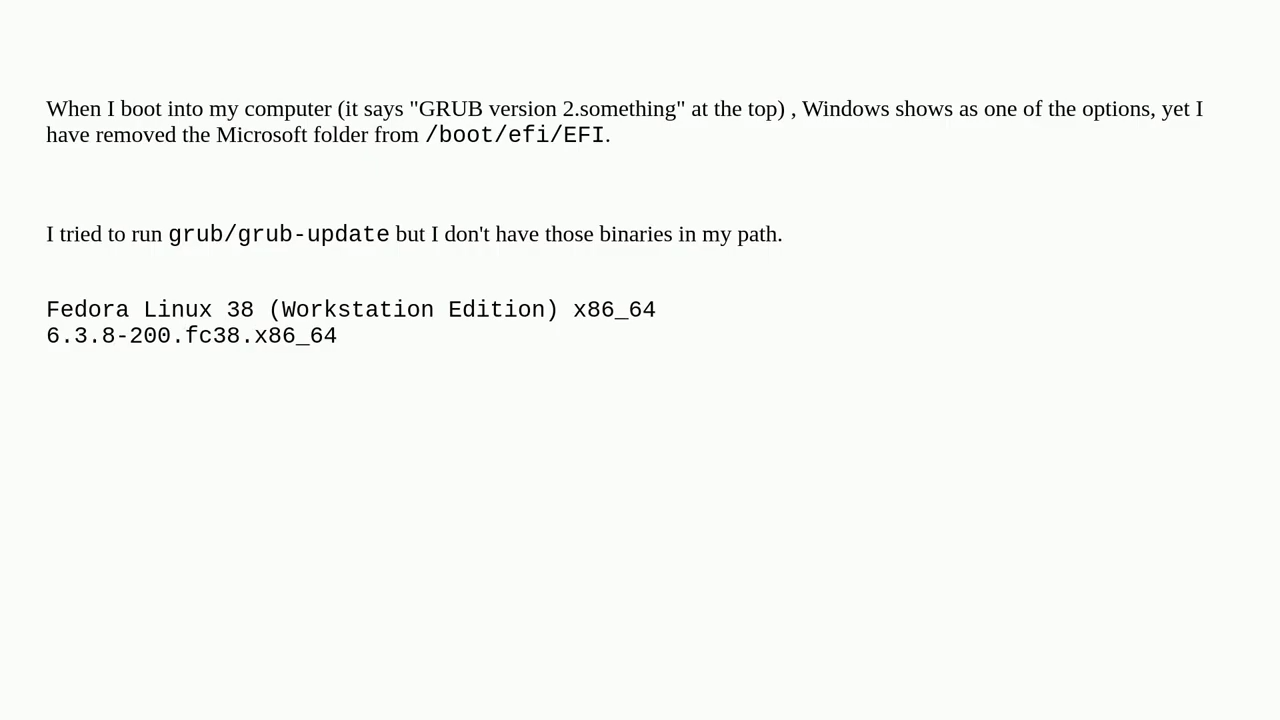 When I boot into my computer (it says "GRUB version 2.something" at the top) , Windows shows as one of the options, yet I
have removed the Microsoft folder from /boot/efi/EFI.
I tried to run grub/grub-update but I don't have those binaries in my path.
Fedora Linux 38 (Workstation Edition) x86_64
6.3.8-200.fc38.x86_64